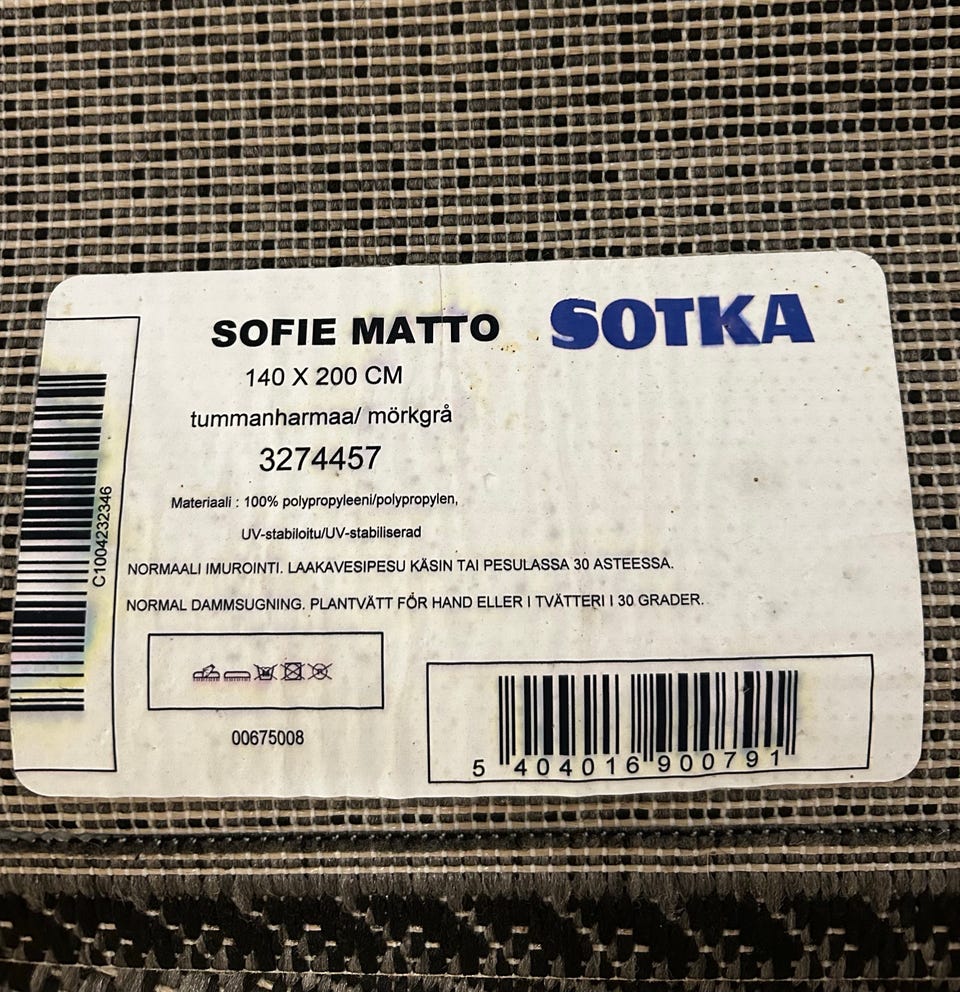 SOFIE MATTO
SOTKA
140 X 200 CM
tummanharmaa/ mörkgrå
3274457
Materiaali : 100% polypropyleeni/polypropylen,
UV-stabiloitu/UV-stabiliserad
C1004232346
NORMAALI IMUROINTI. LAAKAVESIPESU KÄSIN TAI PESULASSA 30 ASTEESSA.
NORMAL DAMMSUGNING. PLANTVÄTT FÖR HAND ELLER I TVÄTTERI I 30 GRADER.
00675008
5 404016 900791